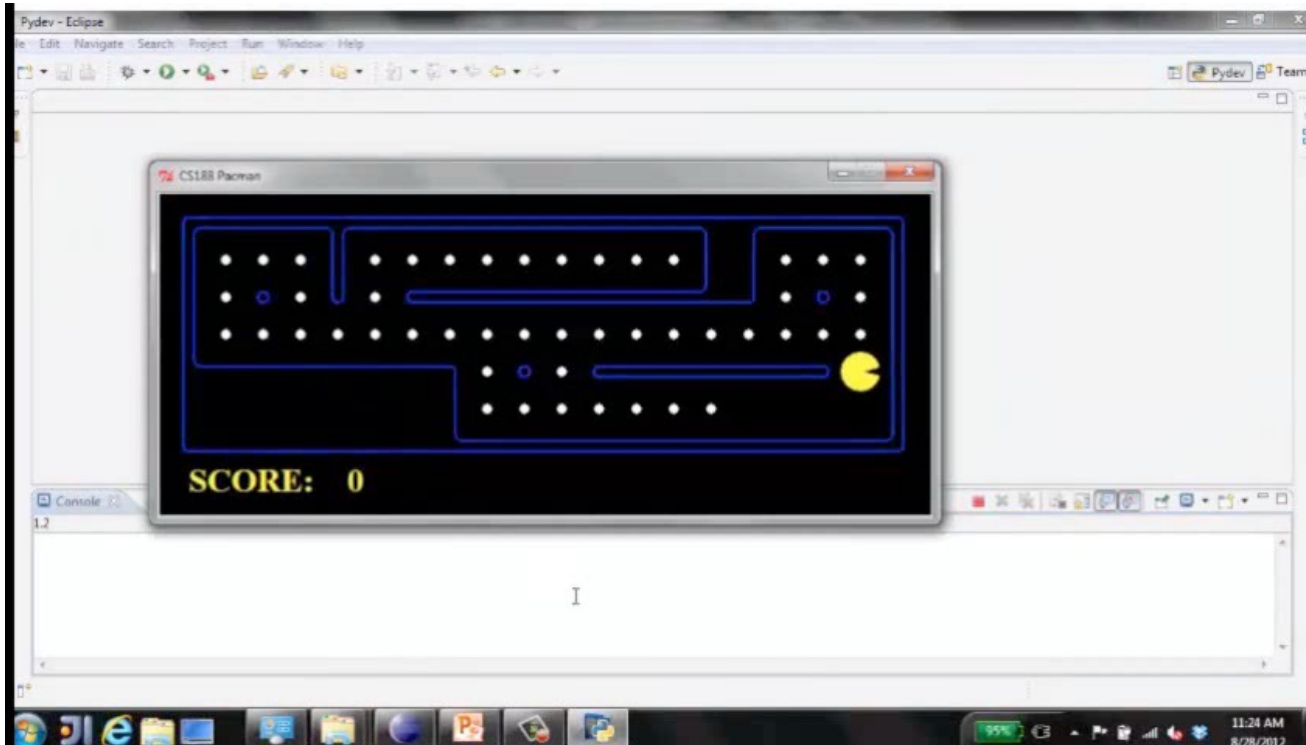 Pydev - Eclipse
le Edit Navigate Search Project Run Window Help
Pydev Team
CS188 Pacman
SCORE: 0
Console
1.2
95%
11:24 AM
8/28/2012